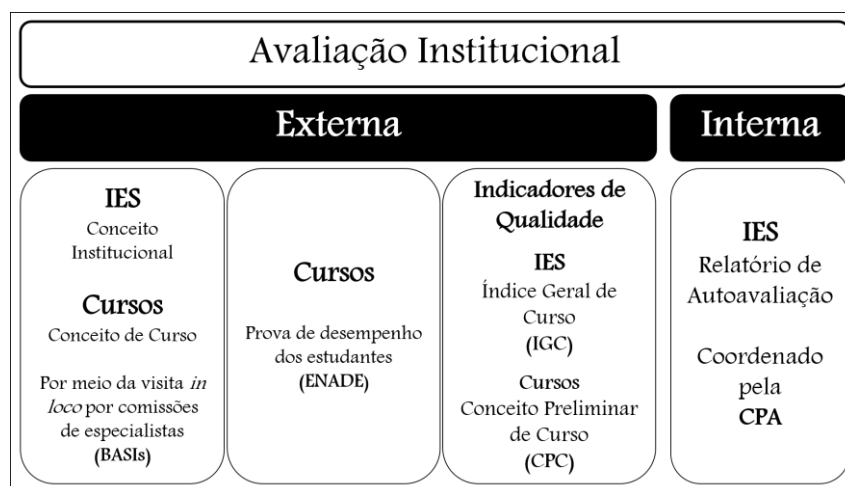 Avaliação Institucional
Externa
Interna
IES
Conceito
Institucional
Cursos
Conceito de Curso
Por meio da visita in
loco por comissões
de especialistas
(BASIs)
Cursos
Prova de desempenho
dos estudantes
(ENADE)
Indicadores de
Qualidade
IES
Índice Geral de
Curso
(IGC)
Cursos
Conceito Preliminar
de Curso
(CPC)
IES
Relatório de
Autoavaliação
Coordenado
pela
CPA